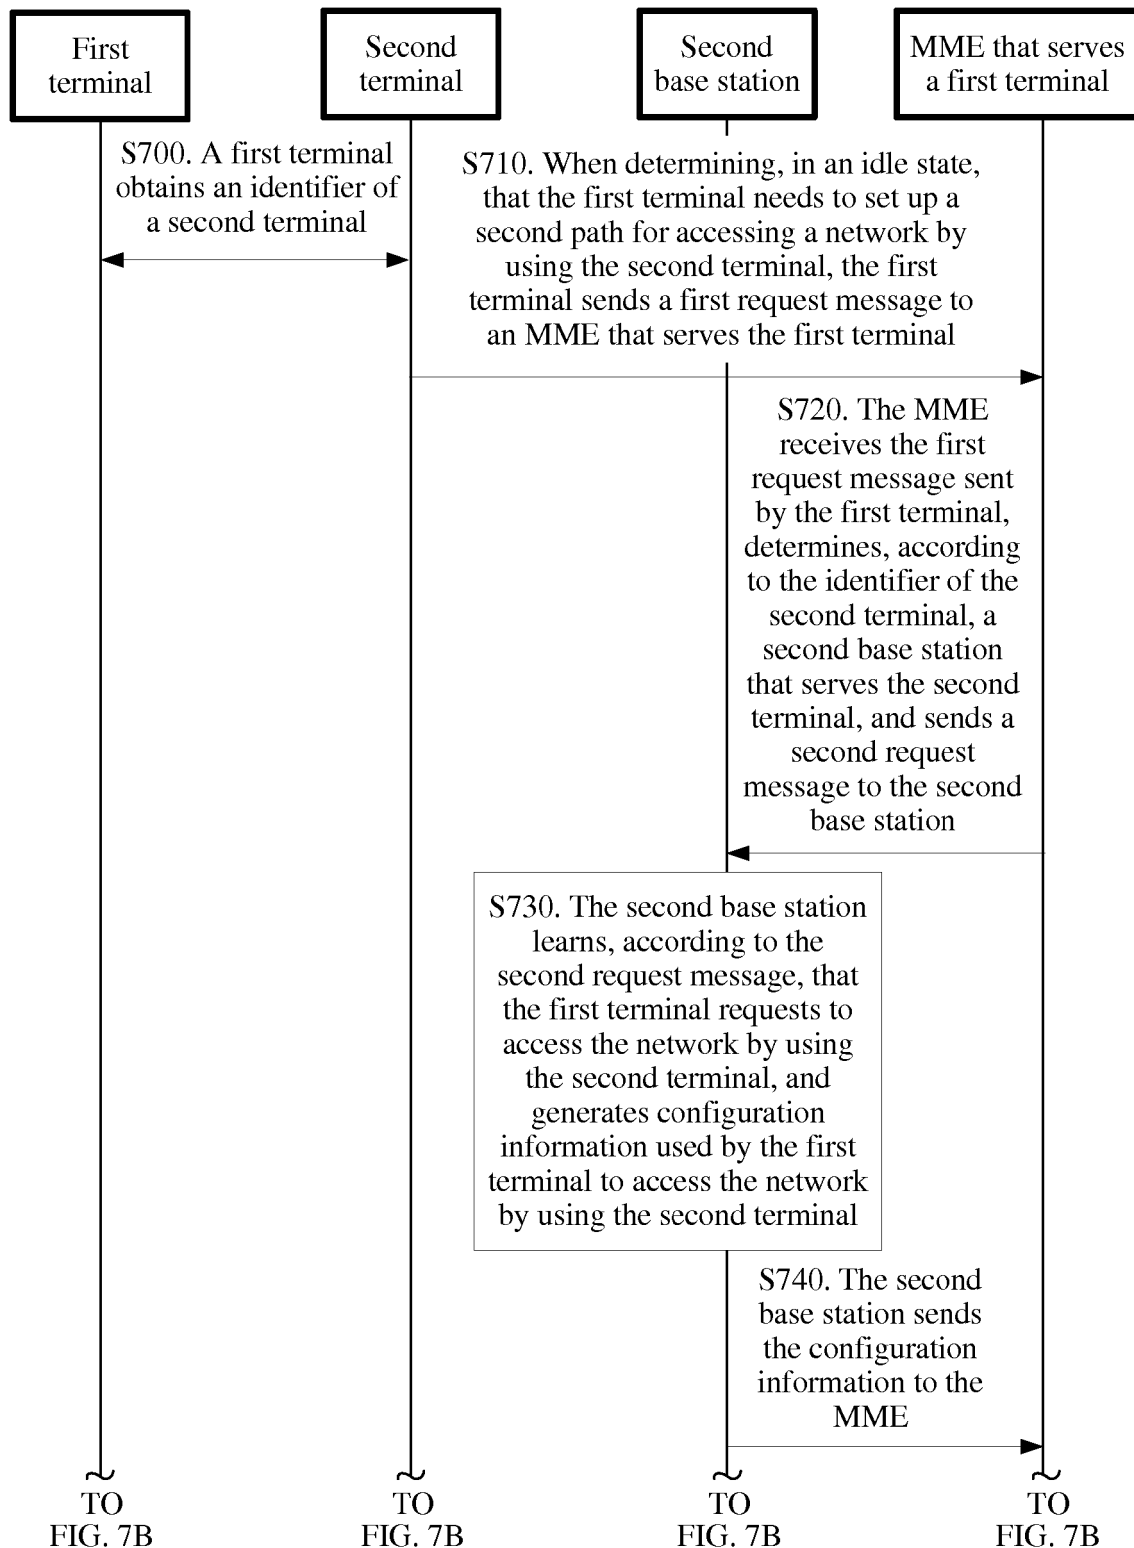 First
terminal
Second
terminal
Second
base station
MME that serves
a first terminal
S700. A first terminal
obtains an identifier of
a second terminal
S710. When determining, in an idle state,
that the first terminal needs to set up a
second path for accessing a network by
using the second terminal, the first
terminal sends a first request message to
an MME that serves the first terminal
S720. The MME
receives the first
request message sent
by the first terminal,
determines, according
to the identifier of the
second terminal, a
second base station
that serves the second
terminal, and sends a
second request
message to the second
base station
S730. The second base station
learns, according to the
second request message, that
the first terminal requests to
access the network by using
the second terminal, and
generates configuration
information used by the first
terminal to access the network
by using the second terminal
S740. The second
base station sends
the configuration
information to the
MME
TO
FIG. 7B
TO
FIG. 7B
TO
FIG. 7B
TO
FIG. 7B